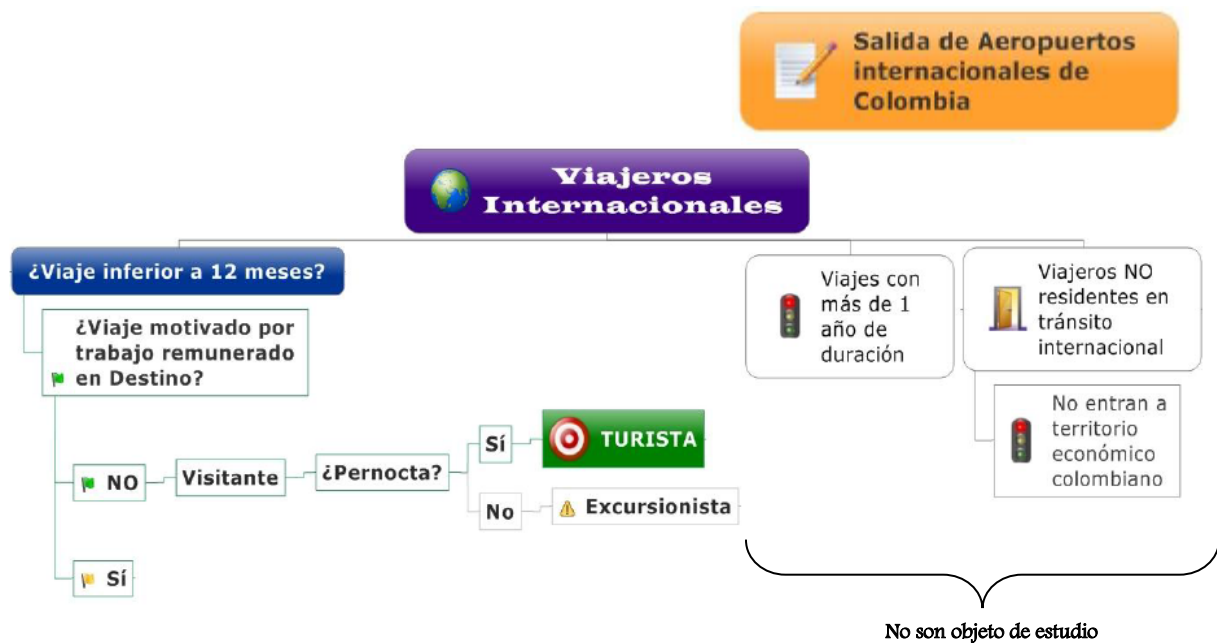 Salida de Aeropuertos
internacionales de
Colombia
Viajeros
Internacionales
¿Viaje inferior a 12 meses?
¿Viaje motivado por
trabajo remunerado
en Destino?
NO
Visitante
¿Pernocta?
Sí
TURISTA
No
Excursionista
Sí
Viajes con
más de 1
año de
duración
Viajeros NO
residentes en
tránsito
internacional
No entran a
territorio
económico
colombiano
No son objeto de estudio